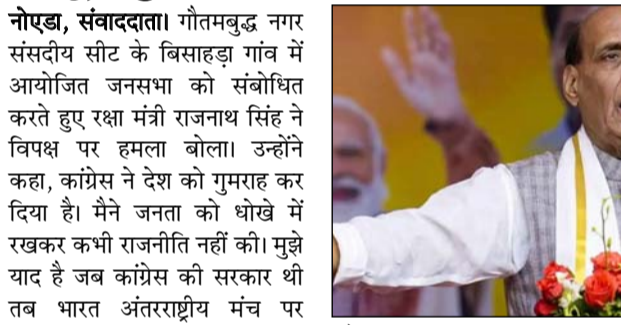 नोएडा, संवाददाता। गौतमबुद्ध नगर
संसदीय सीट के बिसाहड़ा गांव में
आयोजित जनसभा को संबोधित
करते हुए रक्षा मंत्री राजनाथ सिंह ने
विपक्ष पर हमला बोला। उन्होंने
कहा, कांग्रेस ने देश को गुमराह कर
दिया है। मैने जनता को धोखे में
रखकर कभी राजनीति नहीं की। मुझे
याद है जब कांग्रेस की सरकार थी
तब भारत अंतरराष्ट्रीय मंच पर